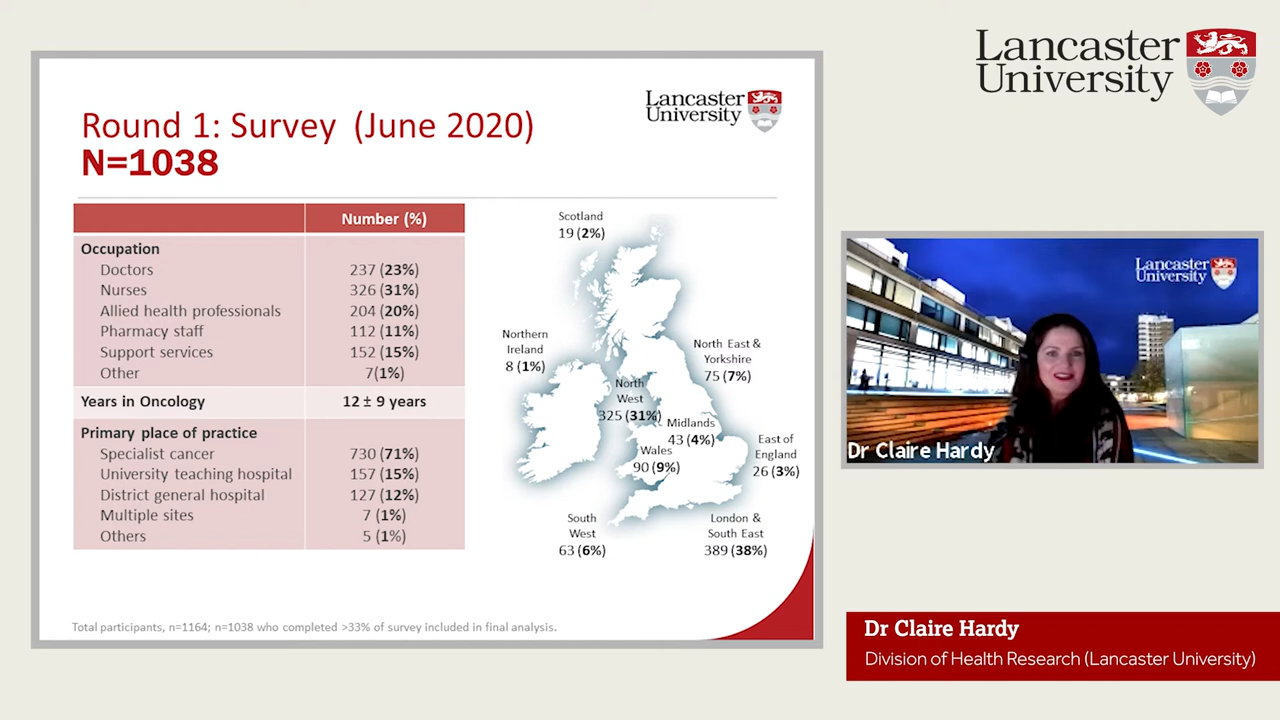 Lancaster
University
Round 1: Survey (June 2020)
N=1038
Lancaster
University
Number (%)
Occupation
Doctors 237 (23%)
Nurses 326 (31%)
Allied health professionals 204 (20%)
Pharmacy staff 112 (11%)
Support services 152 (15%)
Other 7(1%)
Years in Oncology 12 ± 9 years
Primary place of practice
Specialist cancer 730 (71%)
University teaching hospital 157 (15%)
District general hospital 127 (12%)
Multiple sites 7 (1%)
Others 5 (1%)
Scotland
19 (2%)
Northern
Ireland
8 (1%)
North East &
Yorkshire
75 (7%)
North
West
325 (31%)
Midlands
43 (4%)
Wales
90 (9%)
East of
England
26 (3%)
South
West
63 (6%)
London &
South East
389 (38%)
Total participants, n=1164; n=1038 who completed >33% of survey included in final analysis.
Lancaster
University
Dr Claire Hardy
Dr Claire Hardy
Division of Health Research (Lancaster University)